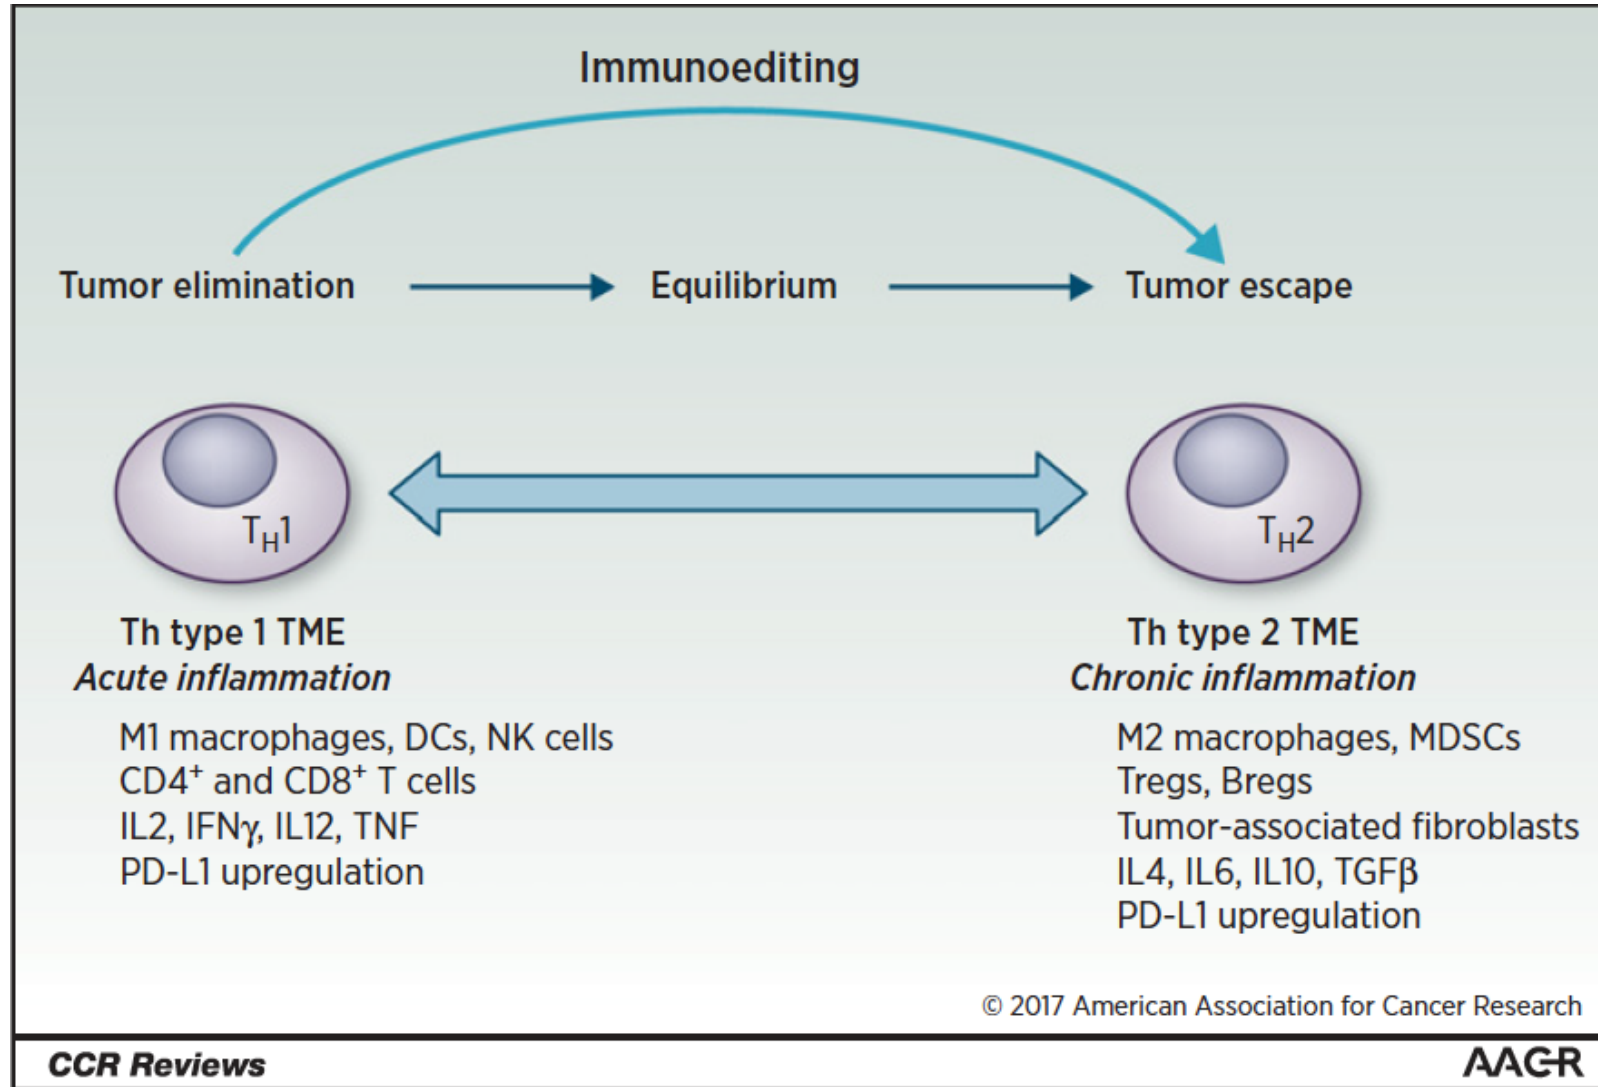 Immunoediting
Tumor elimination
Equilibrium
Tumor escape
TH1
TH2
Th type 1 TME
Acute inflammation
M1 macrophages, DCs, NK cells
CD4+ and CD8+ T cells
IL2, IFNγ, IL12, TNF
PD-L1 upregulation
Th type 2 TME
Chronic inflammation
M2 macrophages, MDSCs
Tregs, Bregs
Tumor-associated fibroblasts
IL4, IL6, IL10, TGFβ
PD-L1 upregulation
© 2017 American Association for Cancer Research
CCR Reviews
AACR